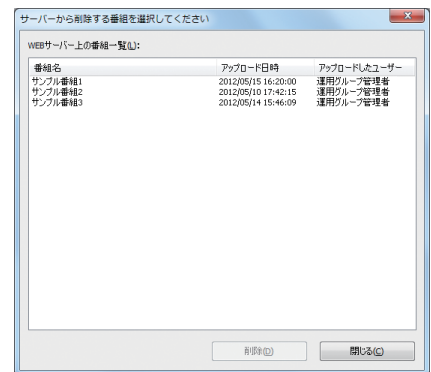 サーバーから削除する番組を選択してください
WEBサーバー上の番組一覧(L):
番組名 アップロード日時 アップロードしたユーザー
サンプル番組1 2012/05/15 16:20:00 運用グループ管理者
サンプル番組2 2012/05/10 17:42:15 運用グループ管理者
サンプル番組3 2012/05/14 15:46:09 運用グループ管理者
削除(D) 閉じる(C)